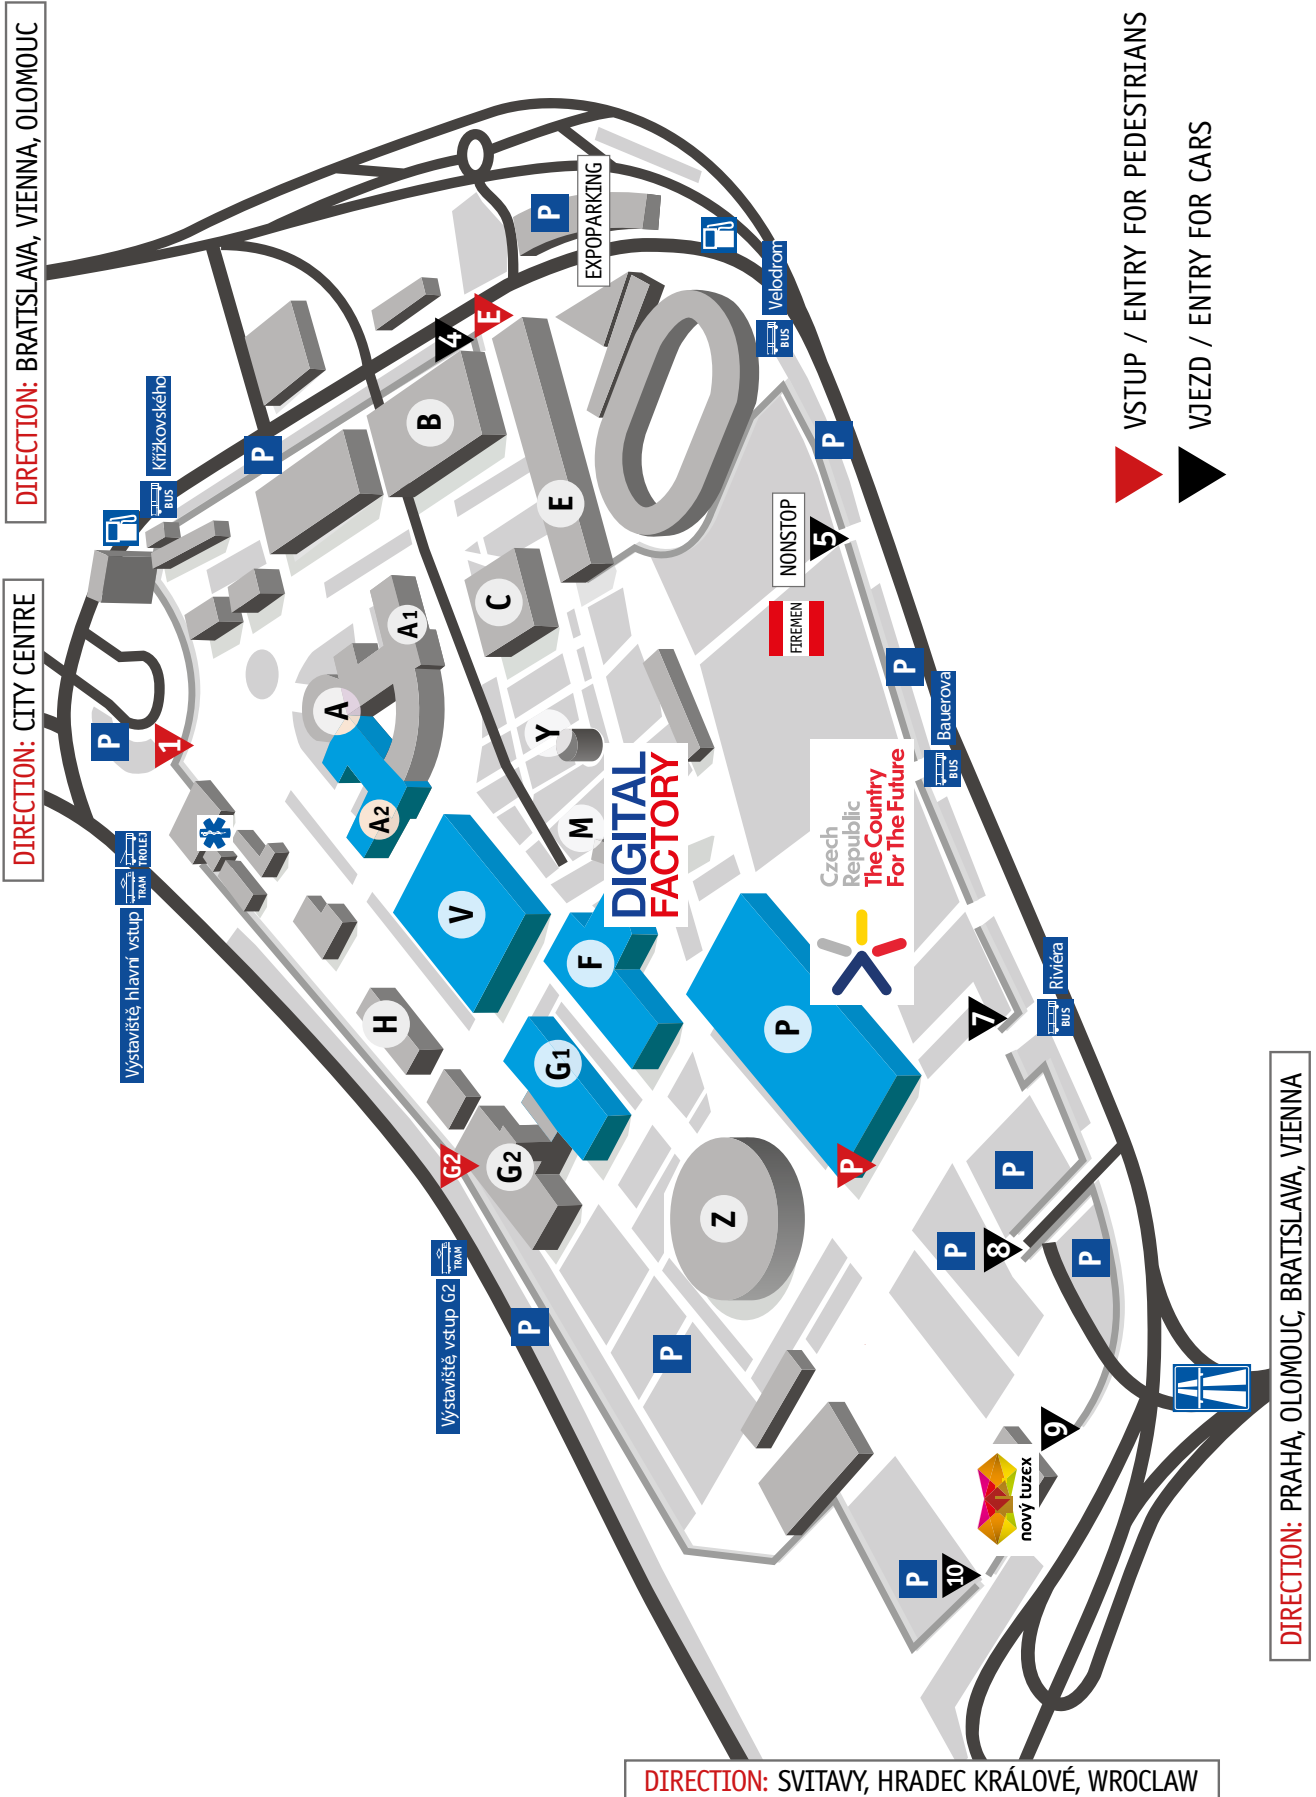 DIRECTION: BRATISLAVA, VIENNA, OLOMOUC
DIRECTION: CITY CENTRE
DIRECTION: PRAHA, OLOMOUC, BRATISLAVA, VIENNA
DIRECTION: SVITAVY, HRADEC KRÁLOVÉ, WROCLAW
VSTUP / ENTRY FOR PEDESTRIANS
VJEZD / ENTRY FOR CARS
Výstaviště, hlavní vstup
TRAM
TROLEJ
Výstaviště, vstup G2
TRAM
Křížkovského
BUS
Velodrom
BUS
Bauerova
BUS
Riviéra
BUS
EXPOPARKING
NONSTOP
FIREMEN
DIGITAL
FACTORY
Czech
Republic
The Country
For The Future
nový tuzex
P
P
P
P
P
P
P
P
P
P
P
1
G2
E
P
4
5
7
8
9
10
A
A1
A2
B
C
E
F
G1
G2
H
M
P
V
Y
Z